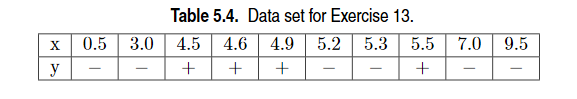 Table 5.4. Data set for Exercise 13.
x 0.5 3.0 4.5 4.6 4.9 5.2 5.3 5.5 7.0 9.5
y − − + + + − − + − −